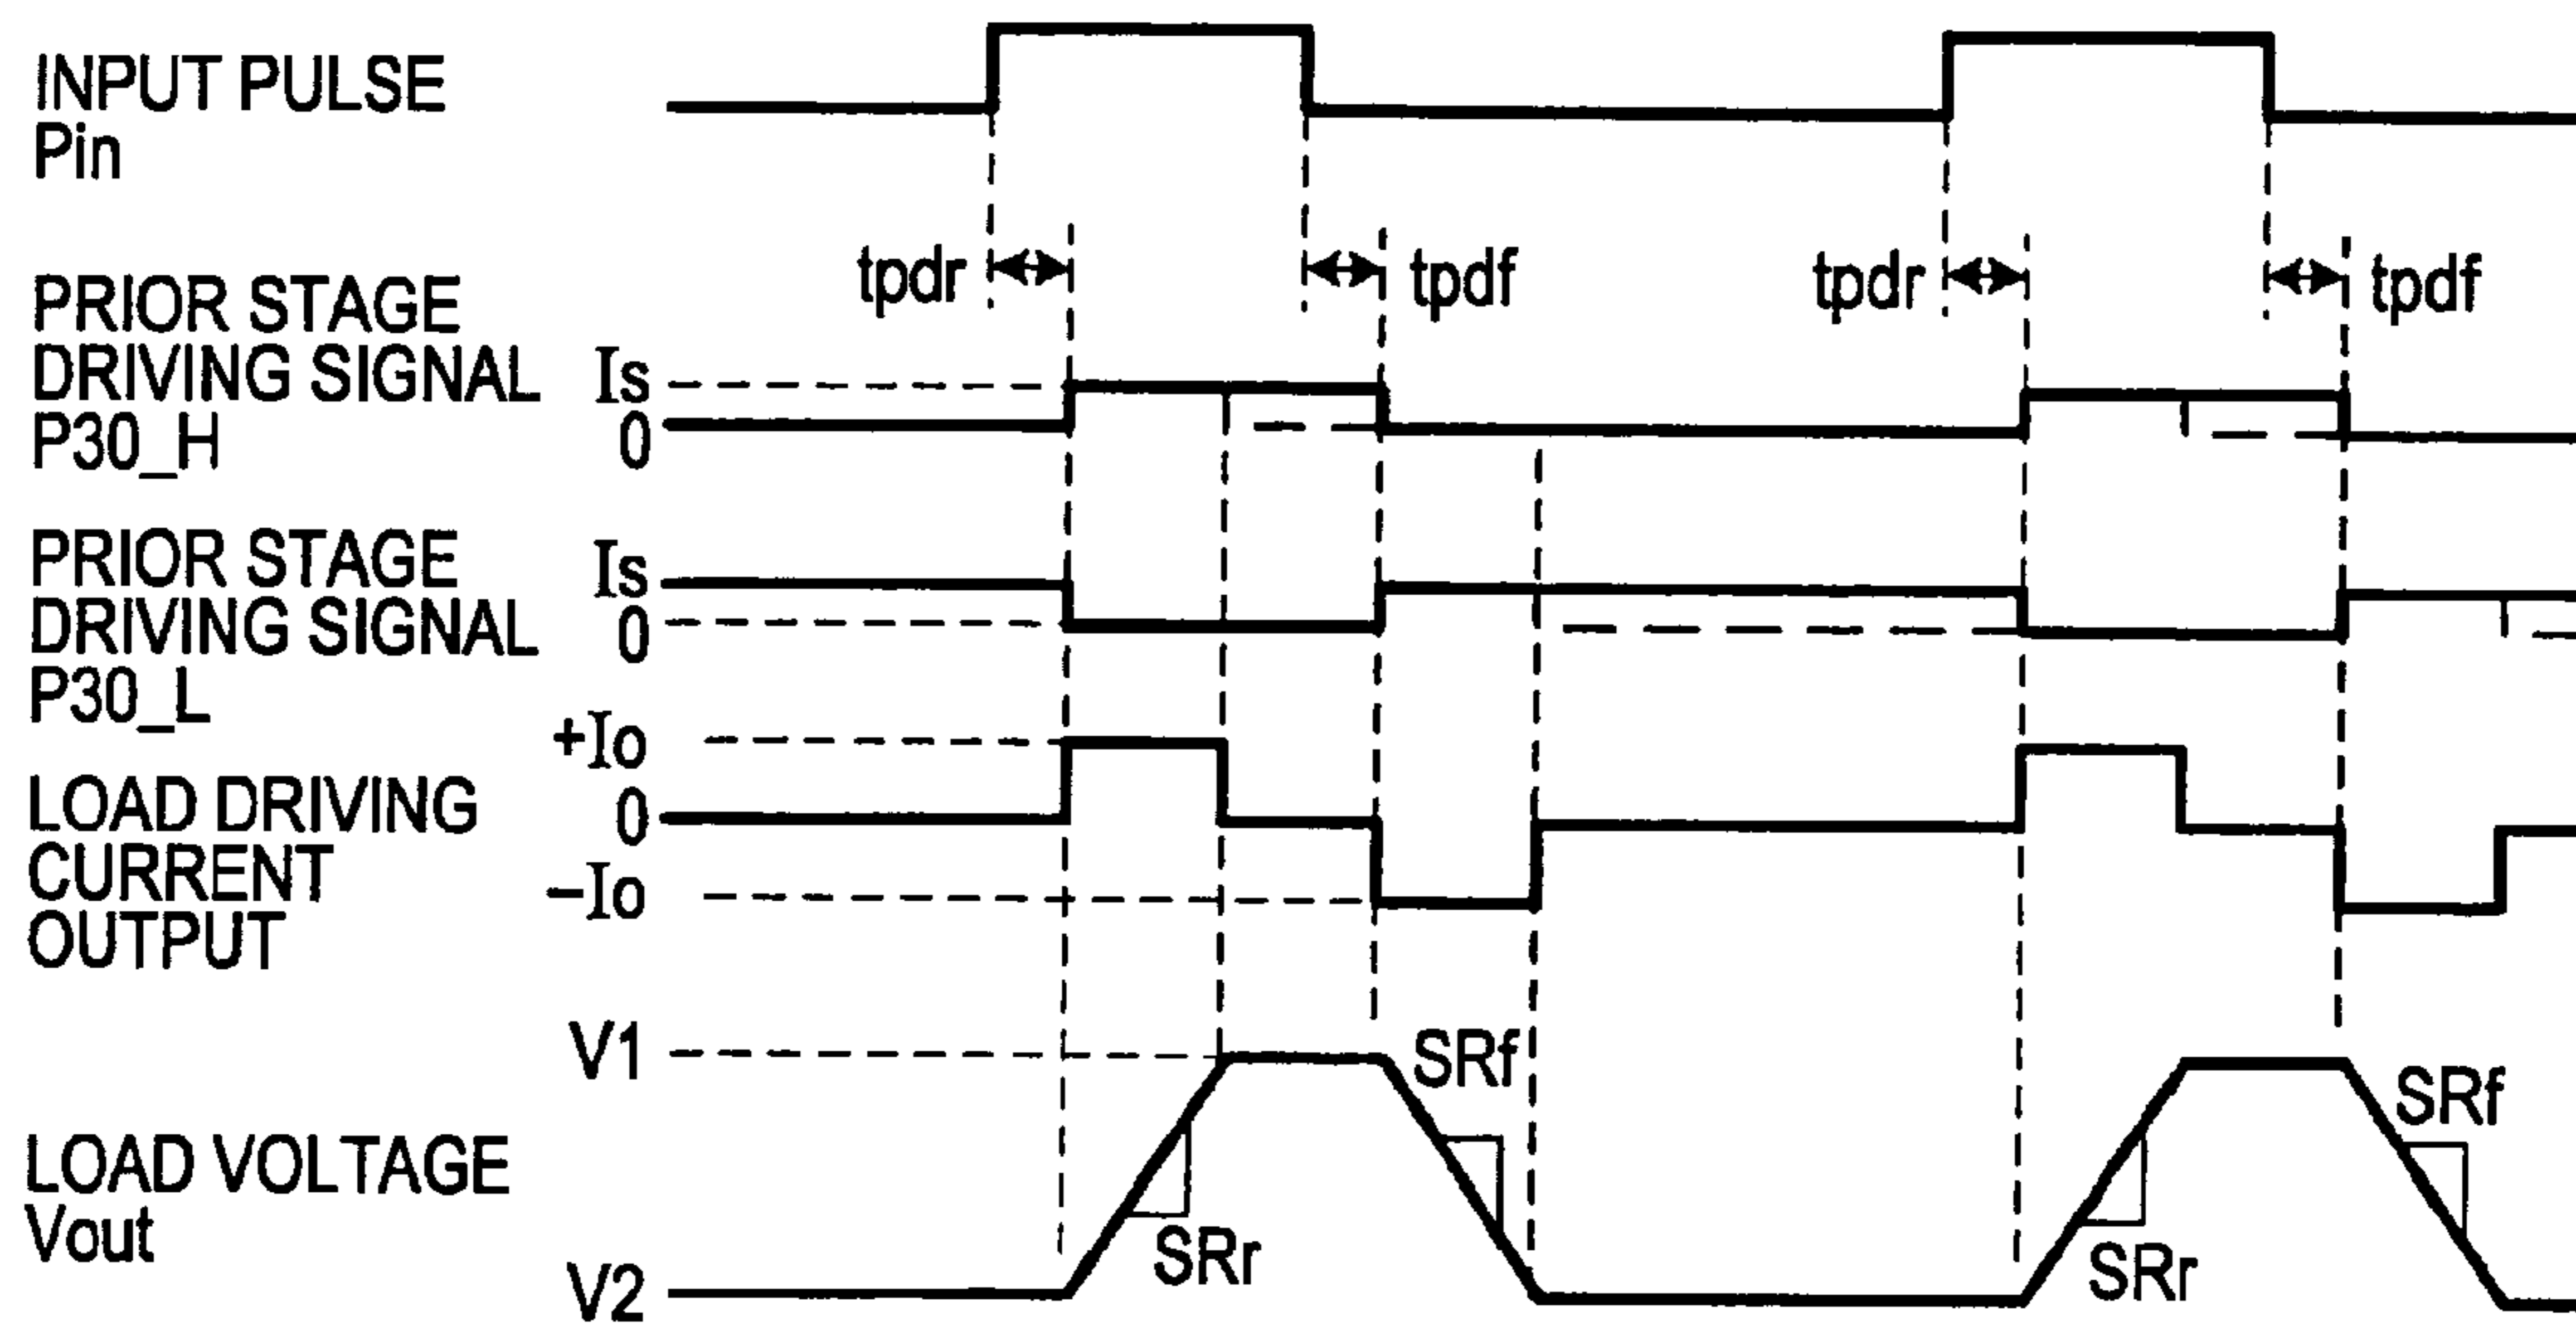 INPUT PULSE
Pin
tpdr
tpdf
tpdr
tpdf
PRIOR STAGE
DRIVING SIGNAL
P30_H
Is
0
PRIOR STAGE
DRIVING SIGNAL
P30_L
Is
0
LOAD DRIVING
CURRENT
OUTPUT
+Io
0
−Io
LOAD VOLTAGE
Vout
V1
V2
SRr
SRf
SRr
SRf